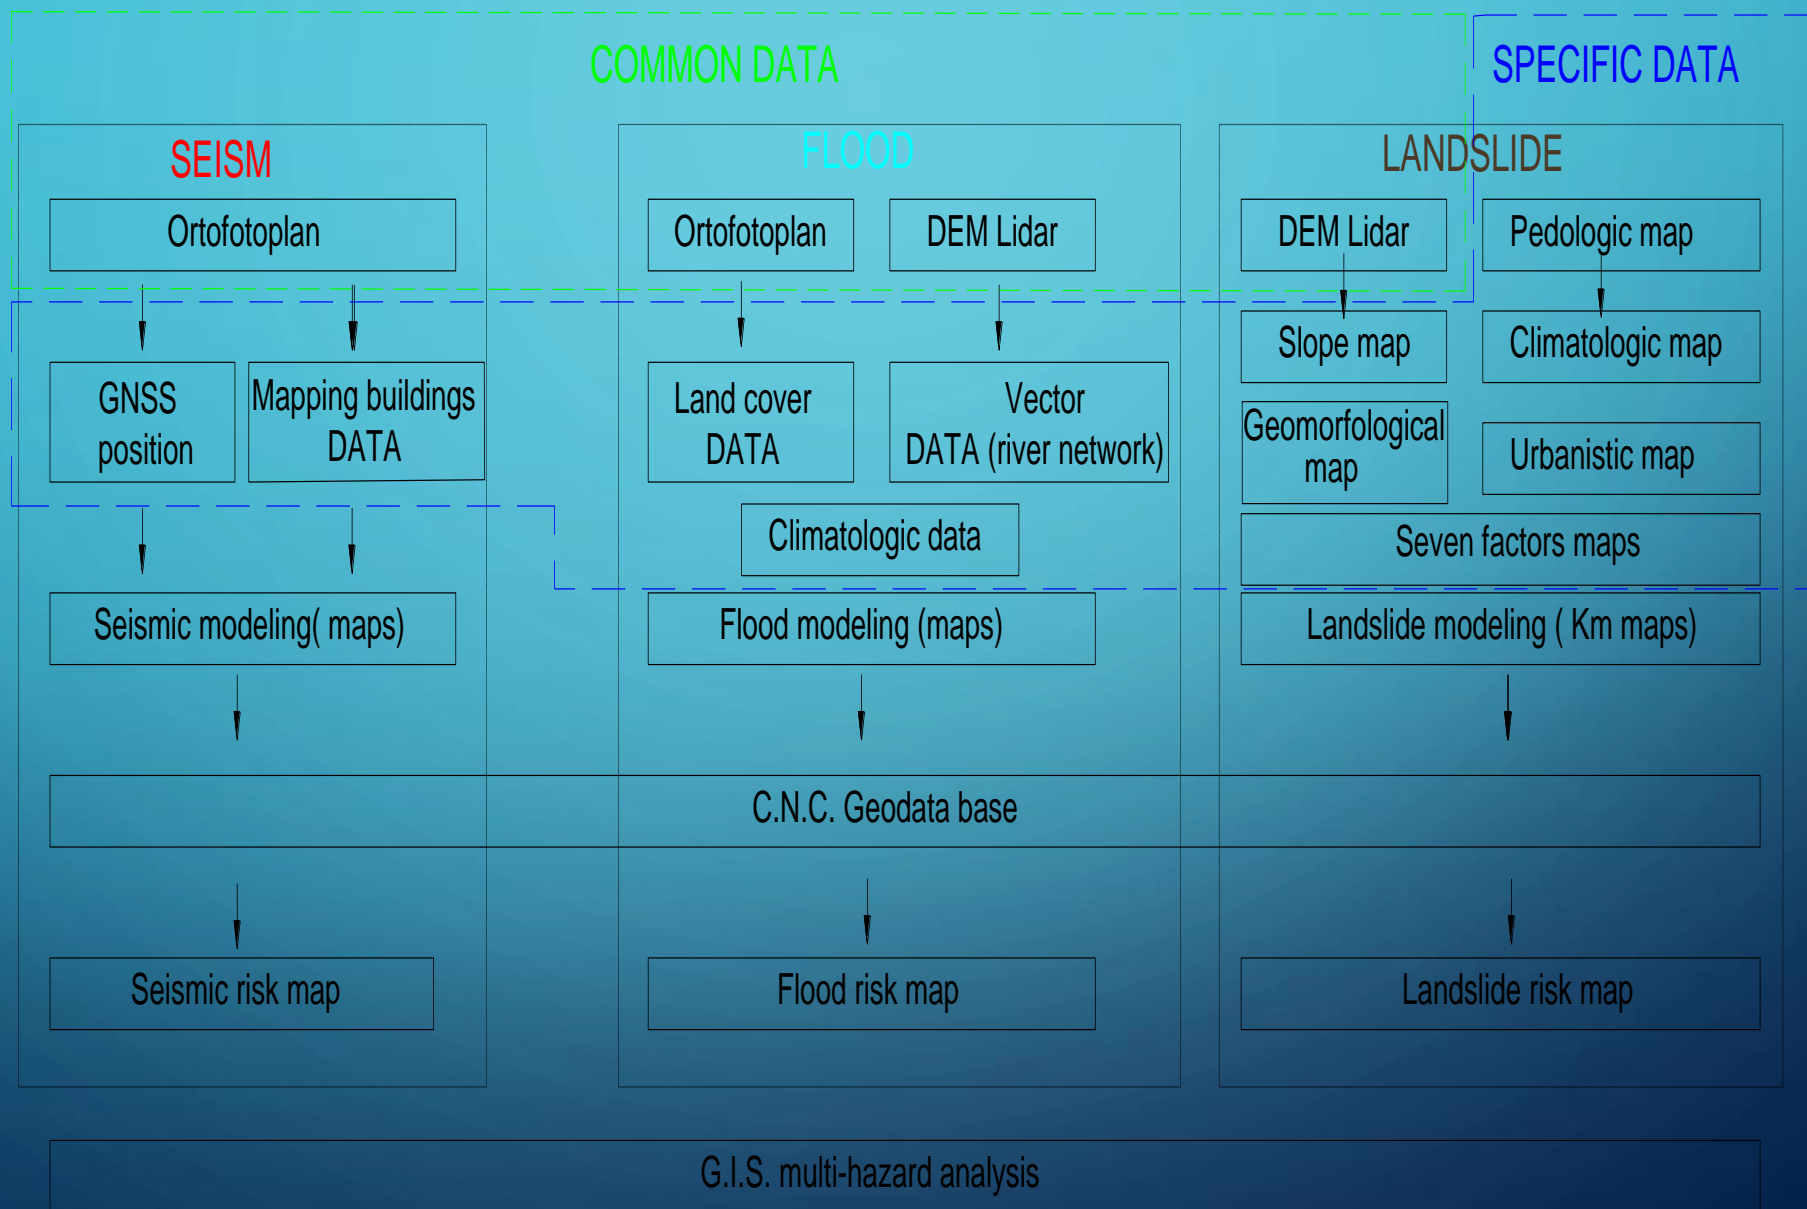 COMMON DATA
SPECIFIC DATA
SEISM
FLOOD
LANDSLIDE
Ortofotoplan
Ortofotoplan
DEM Lidar
DEM Lidar
Pedologic map
GNSS
position
Mapping buildings
DATA
Land cover
DATA
Vector
DATA (river network)
Climatologic data
Slope map
Climatologic map
Geomorfological
map
Urbanistic map
Seven factors maps
Seismic modeling( maps)
Flood modeling (maps)
Landslide modeling ( Km maps)
C.N.C. Geodata base
Seismic risk map
Flood risk map
Landslide risk map
G.I.S. multi-hazard analysis